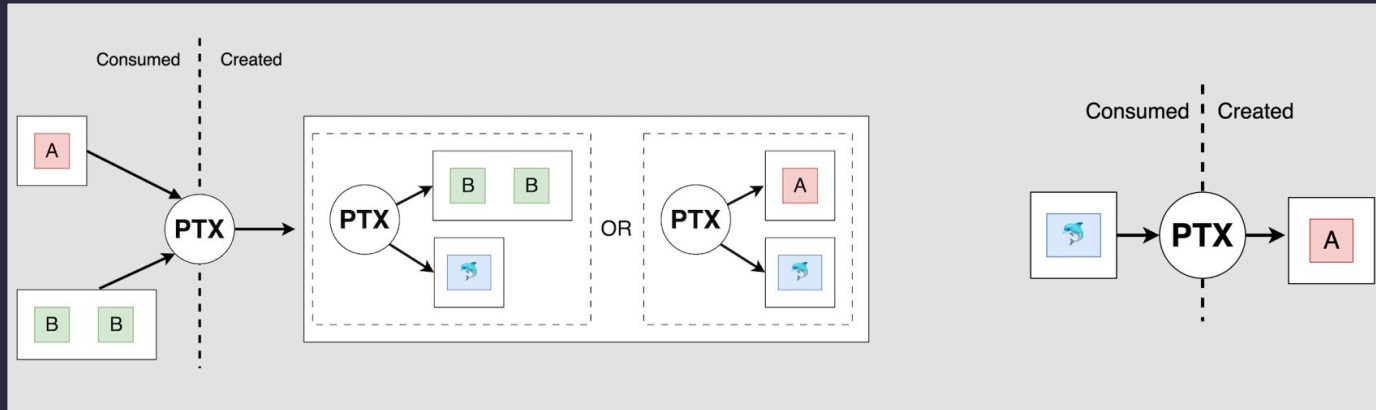 Consumed
Created
A
PTX
B B
PTX
B B
OR
PTX
A
Consumed
Created
PTX
A